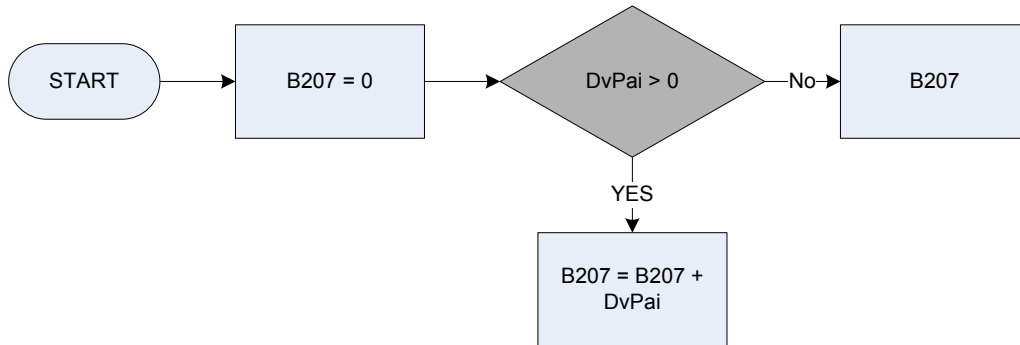 START
B207 = 0
DvPai > 0
No
B207
YES
B207 = B207 +
DvPai